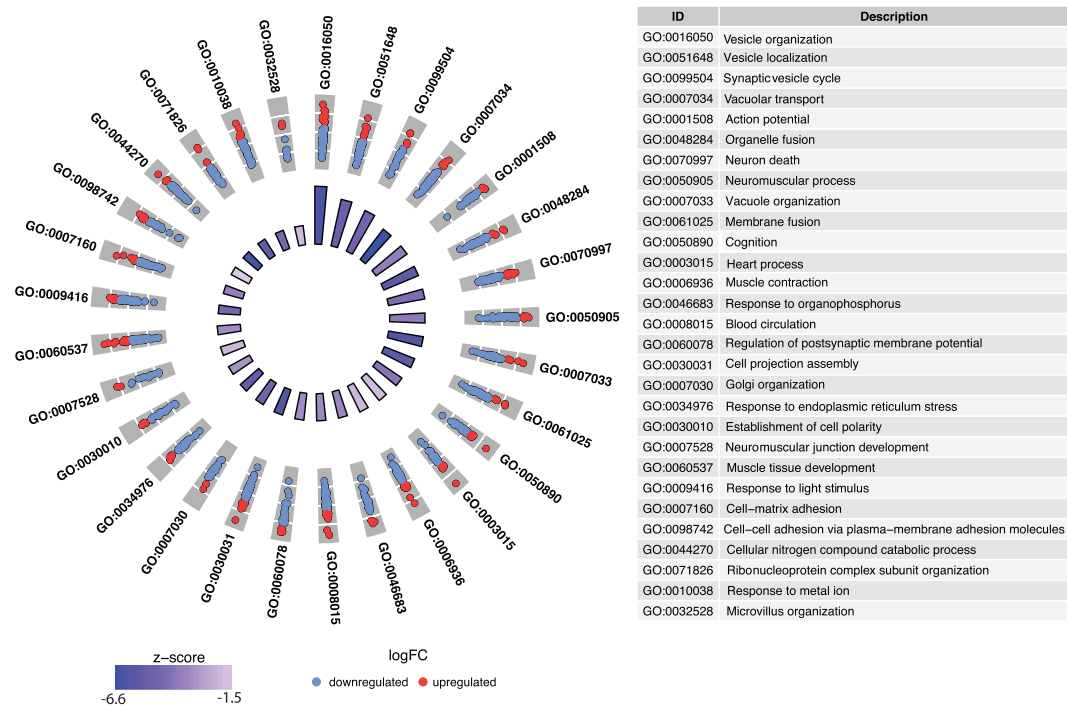 GO:0016050
GO:0051648
GO:0099504
GO:0007034
GO:0001508
GO:0048284
GO:0070997
GO:0050905
GO:0007033
GO:0061025
GO:0050890
GO:0003015
GO:0006936
GO:0046683
GO:0008015
GO:0060078
GO:0030031
GO:0007030
GO:0034976
GO:0030010
GO:0007528
GO:0060537
GO:0009416
GO:0007160
GO:0098742
GO:0044270
GO:0071826
GO:0010038
GO:0032528
z−score
-6.6 -1.5
logFC
downregulated upregulated
ID Description
GO:0016050 Vesicle organization
GO:0051648 Vesicle localization
GO:0099504 Synapticvesicle cycle
GO:0007034 Vacuolar transport
GO:0001508 Action potential
GO:0048284 Organelle fusion
GO:0070997 Neuron death
GO:0050905 Neuromuscular process
GO:0007033 Vacuole organization
GO:0061025 Membrane fusion
GO:0050890 Cognition
GO:0003015 Heart process
GO:0006936 Muscle contraction
GO:0046683 Response to organophosphorus
GO:0008015 Blood circulation
GO:0060078 Regulation of postsynaptic membrane potential
GO:0030031 Cell projection assembly
GO:0007030 Golgi organization
GO:0034976 Response to endoplasmic reticulum stress
GO:0030010 Establishment of cell polarity
GO:0007528 Neuromuscular junction development
GO:0060537 Muscle tissue development
GO:0009416 Response to light stimulus
GO:0007160 Cell−matrix adhesion
GO:0098742 Cell−cell adhesion via plasma−membrane adhesion molecules
GO:0044270 Cellular nitrogen compound catabolic process
GO:0071826 Ribonucleoprotein complex subunit organization
GO:0010038 Response to metal ion
GO:0032528 Microvillus organization